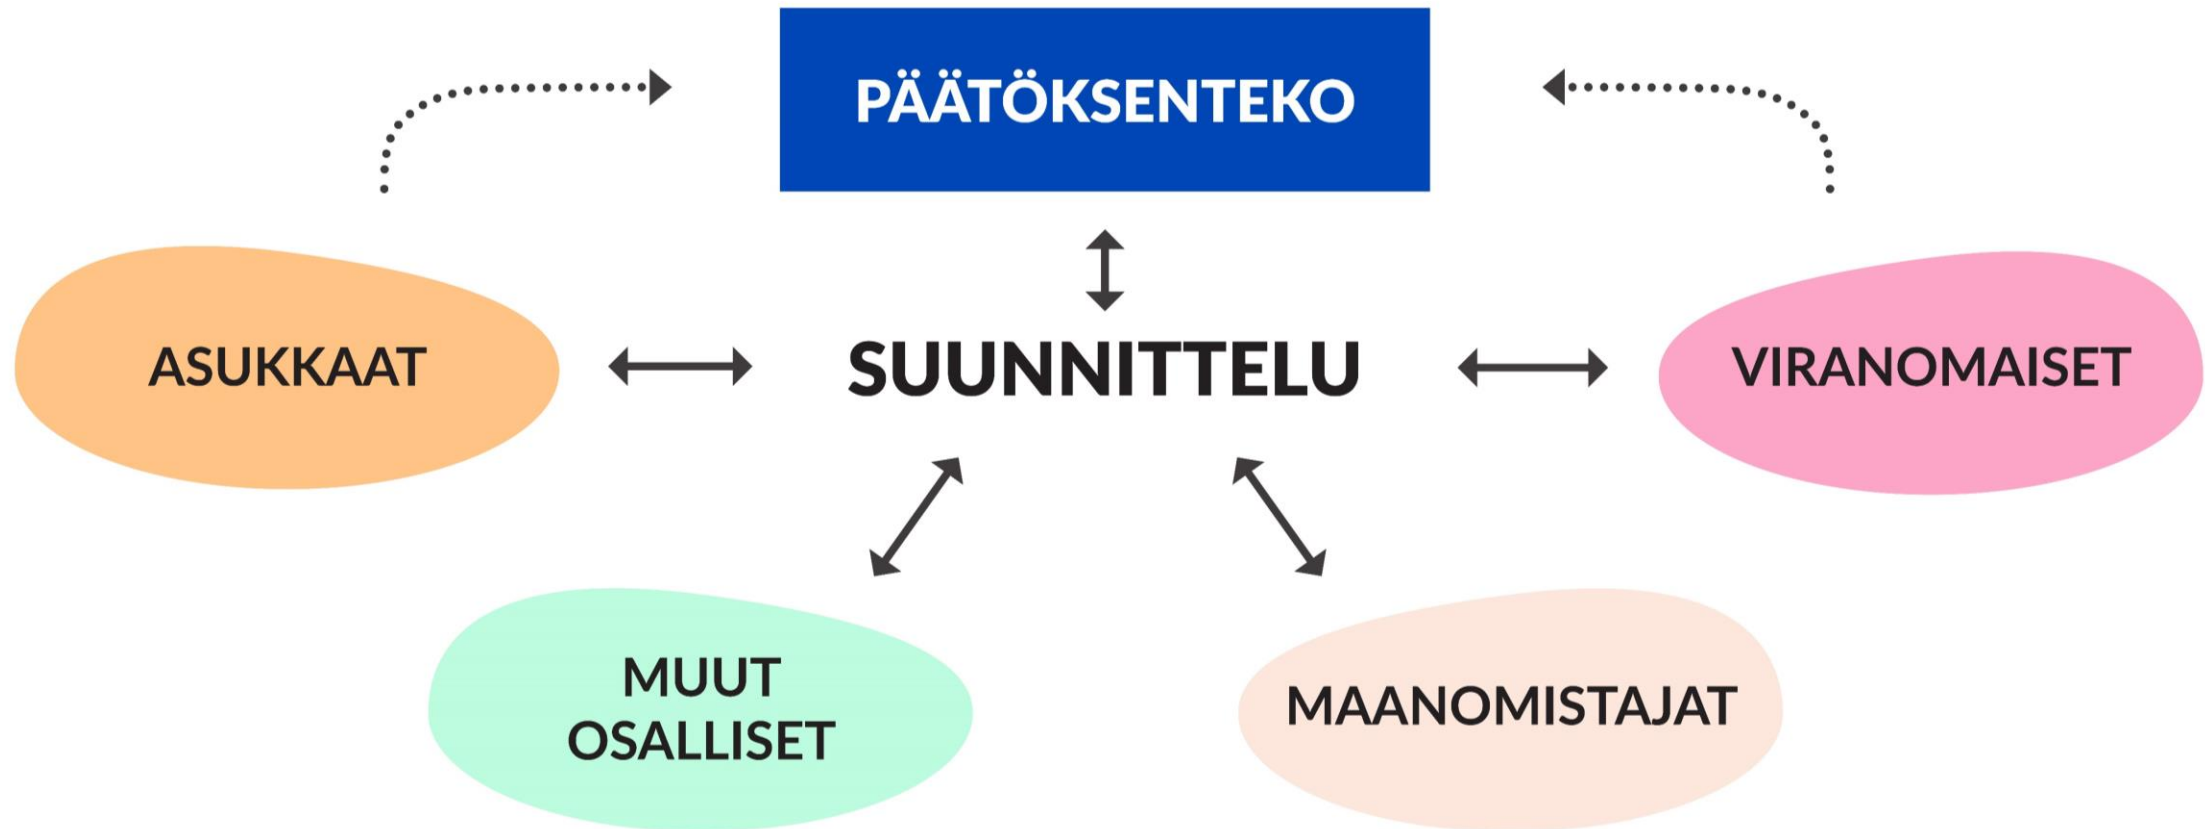 PÄÄTÖKSENTEKO
ASUKKAAT
SUUNNITTELU
VIRANOMAISET
MUUT
OSALLISET
MAANOMISTAJAT